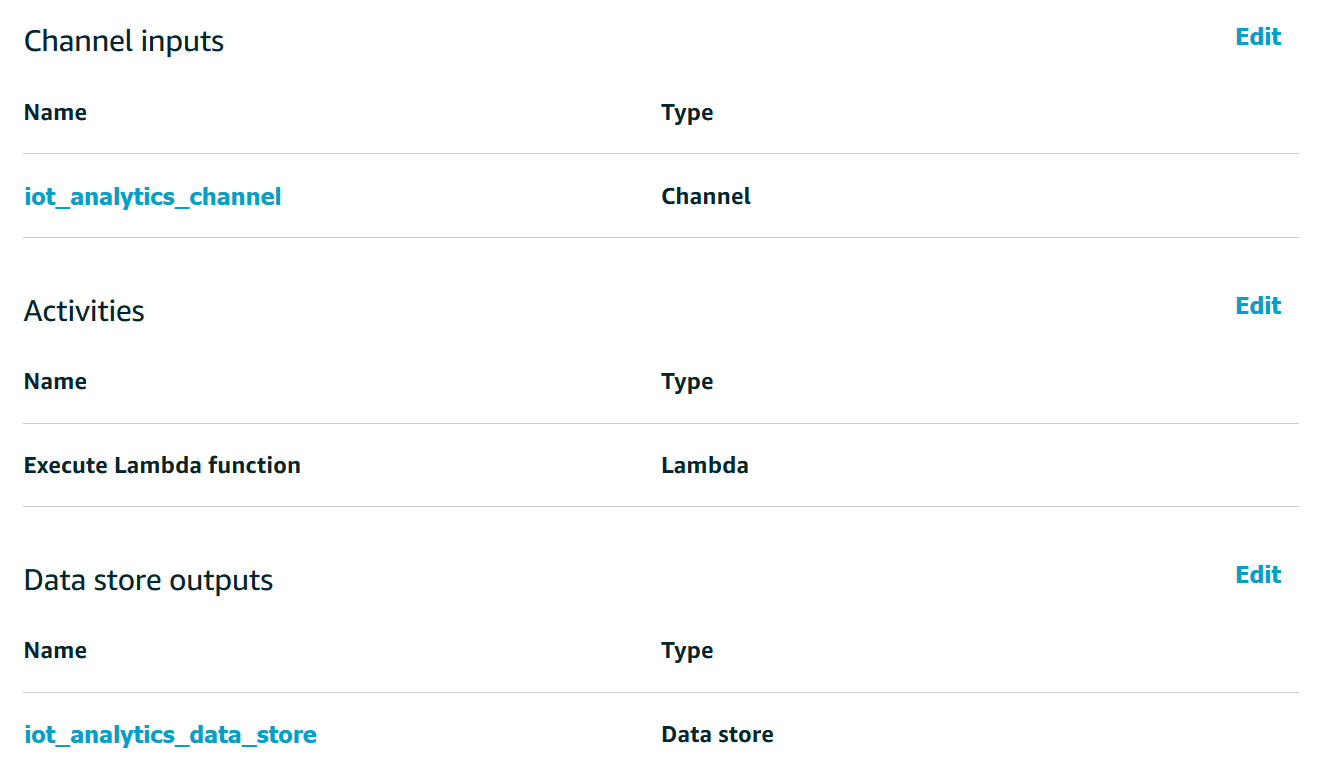 Channel inputs Edit
Name Type
iot_analytics_channel Channel
Activities Edit
Name Type
Execute Lambda function Lambda
Data store outputs Edit
Name Type
iot_analytics_data_store Data store